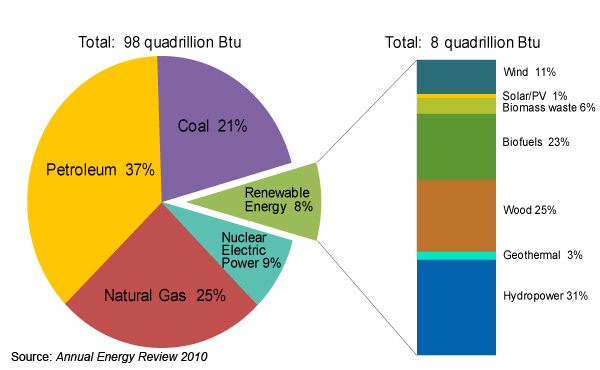 Total:  98 quadrillion Btu
Total:  8 quadrillion Btu
Coal  21%
Petroleum  37%
Renewable
Energy  8%
Nuclear
Electric
Power 9%
Natural Gas  25%
Wind  11%
Solar/PV  1%
Biomass waste 6%
Biofuels  23%
Wood 25%
Geothermal  3%
Hydropower 31%
Source: Annual Energy Review 2010